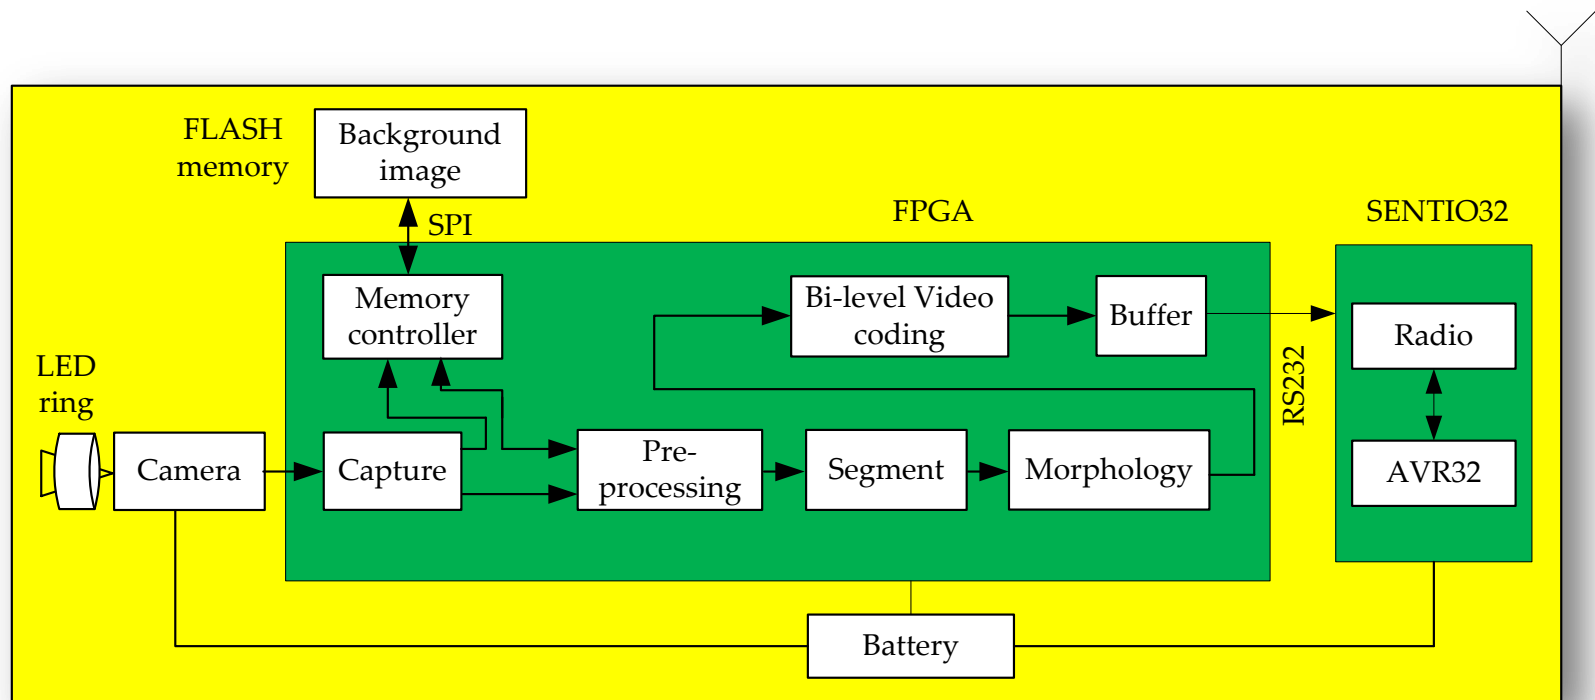 FLASH
memory
Background
image
SPI
FPGA
SENTIO32
Memory
controller
Bi-level Video
coding
Buffer
Radio
RS232
LED
ring
Camera
Capture
Pre-
processing
Segment
Morphology
AVR32
Battery